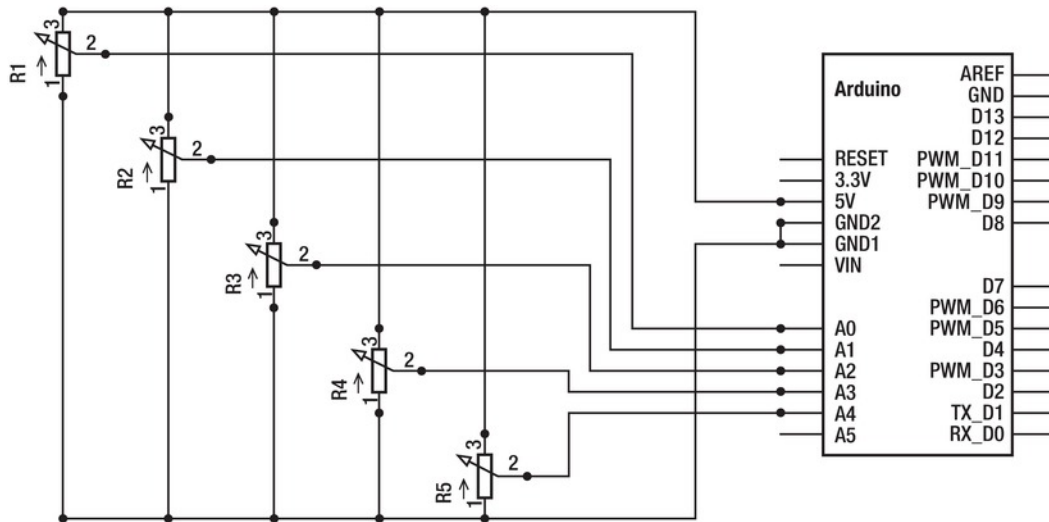 R1
3
2
1
R2
3
2
1
R3
3
2
1
R4
3
2
1
R5
3
2
1
Arduino
RESET
3.3V
5V
GND2
GND1
VIN
A0
A1
A2
A3
A4
A5
AREF
GND
D13
D12
PWM_D11
PWM_D10
PWM_D9
D8
D7
PWM_D6
PWM_D5
D4
PWM_D3
D2
TX_D1
RX_D0